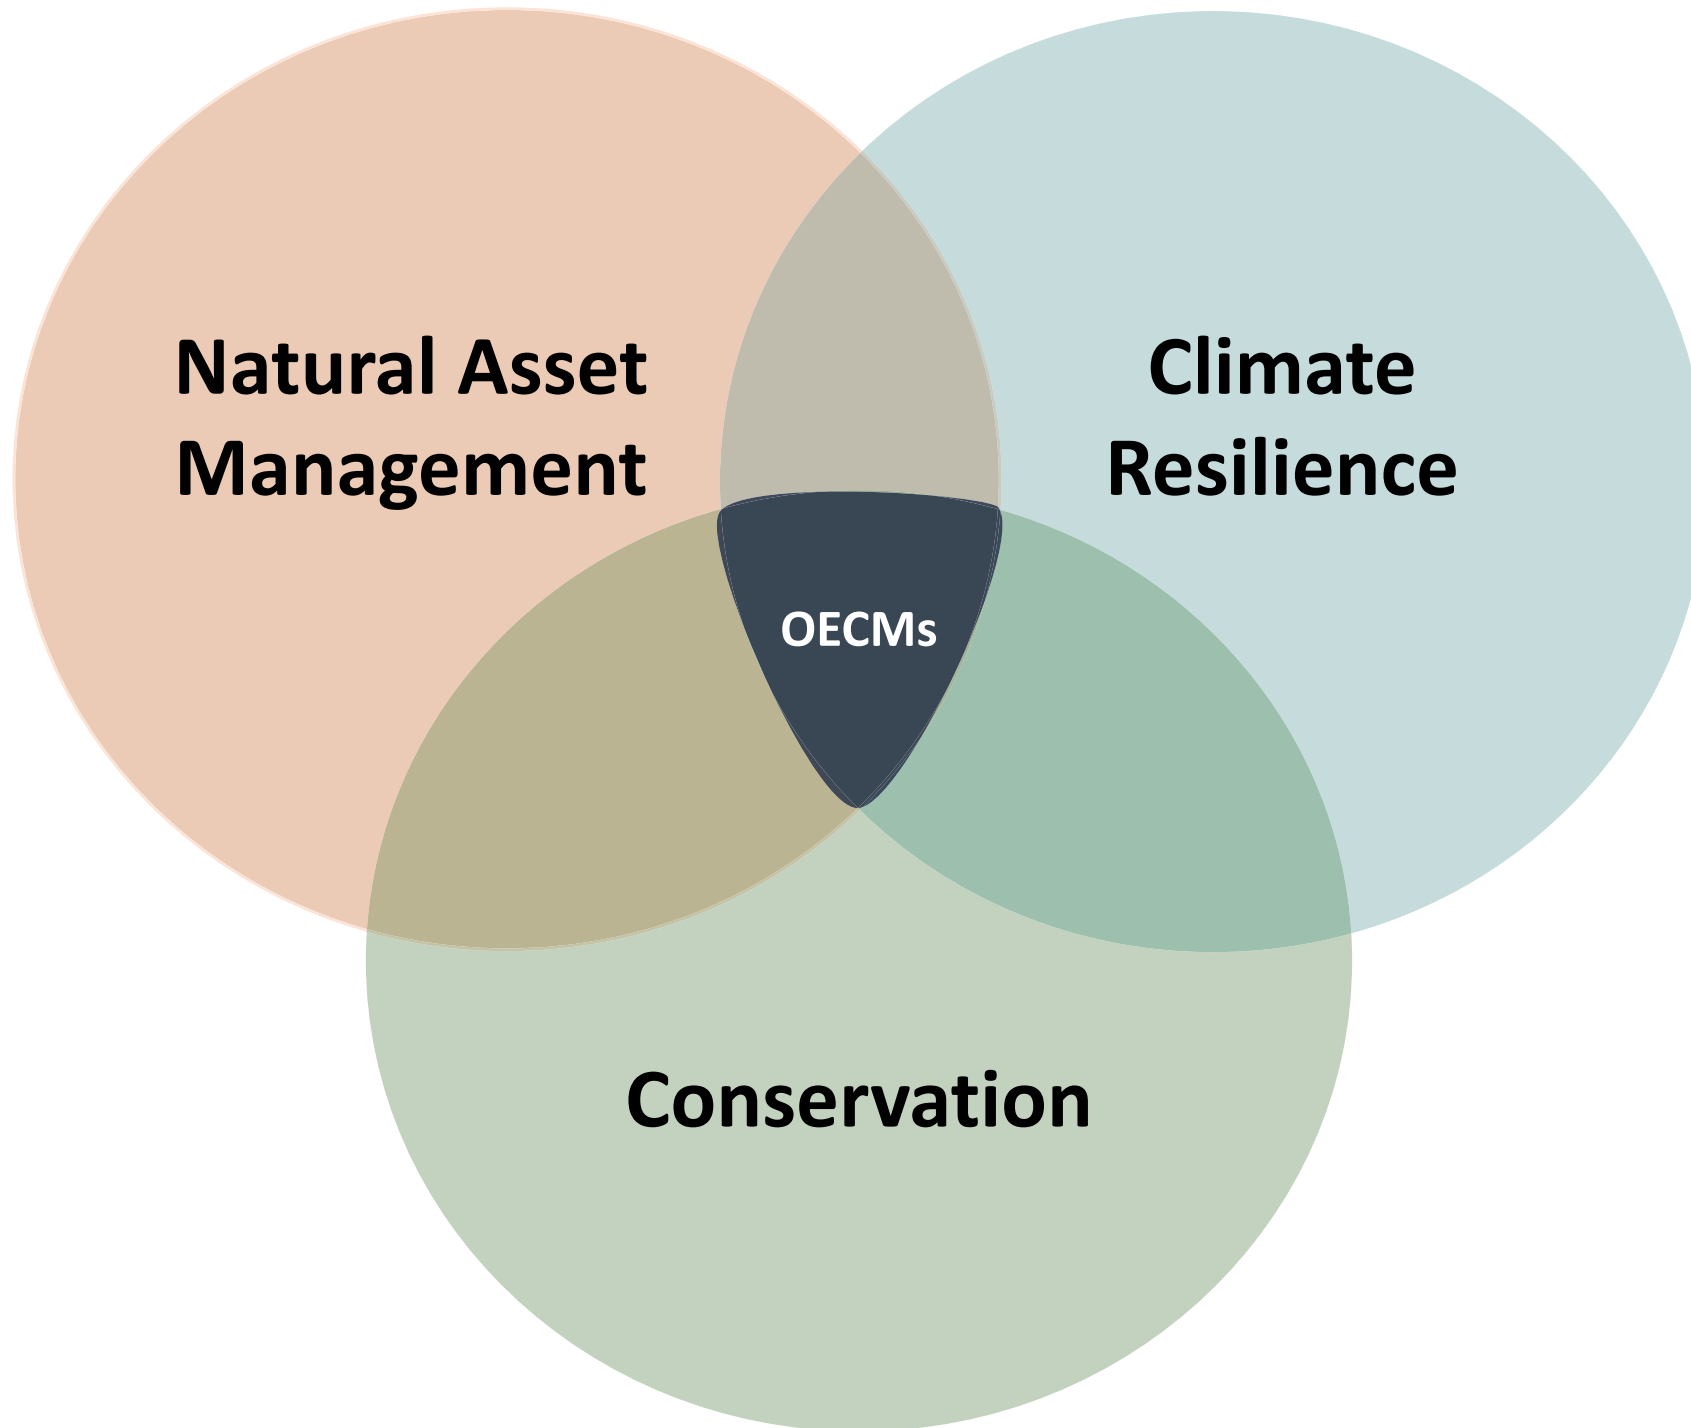 Natural Asset
Management
Climate
Resilience
OECMs
Conservation